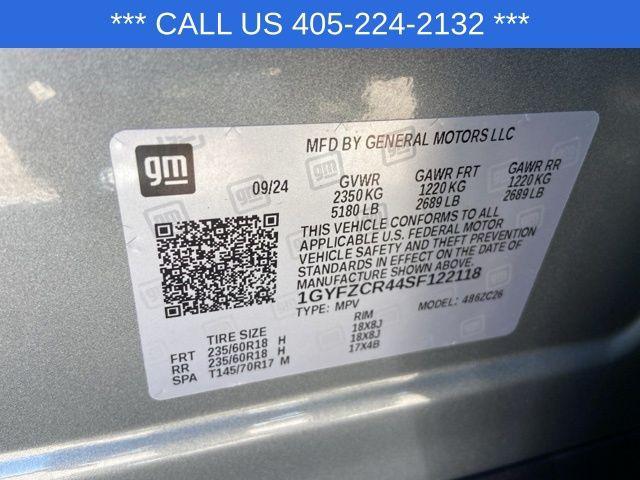 *** CALL US 405-224-2132 ***
gm
MFD BY GENERAL MOTORS LLC
09/24
GVWR GAWR FRT GAWR RR
2350 KG 1220 KG 1220 KG
5180 LB 2689 LB 2689 LB
THIS VEHICLE CONFORMS TO ALL
APPLICABLE U.S. FEDERAL MOTOR
VEHICLE SAFETY AND THEFT PREVENTION
STANDARDS IN EFFECT ON THE DATE OF
MANUFACTURE SHOWN ABOVE.
1GYFZCR44SF122118
TYPE: MPV MODEL: 486ZC26
TIRE SIZE RIM
FRT 235/60R18 H 18X8J
RR 235/60R18 H 18X8J
SPA T145/70R17 M 17X4B